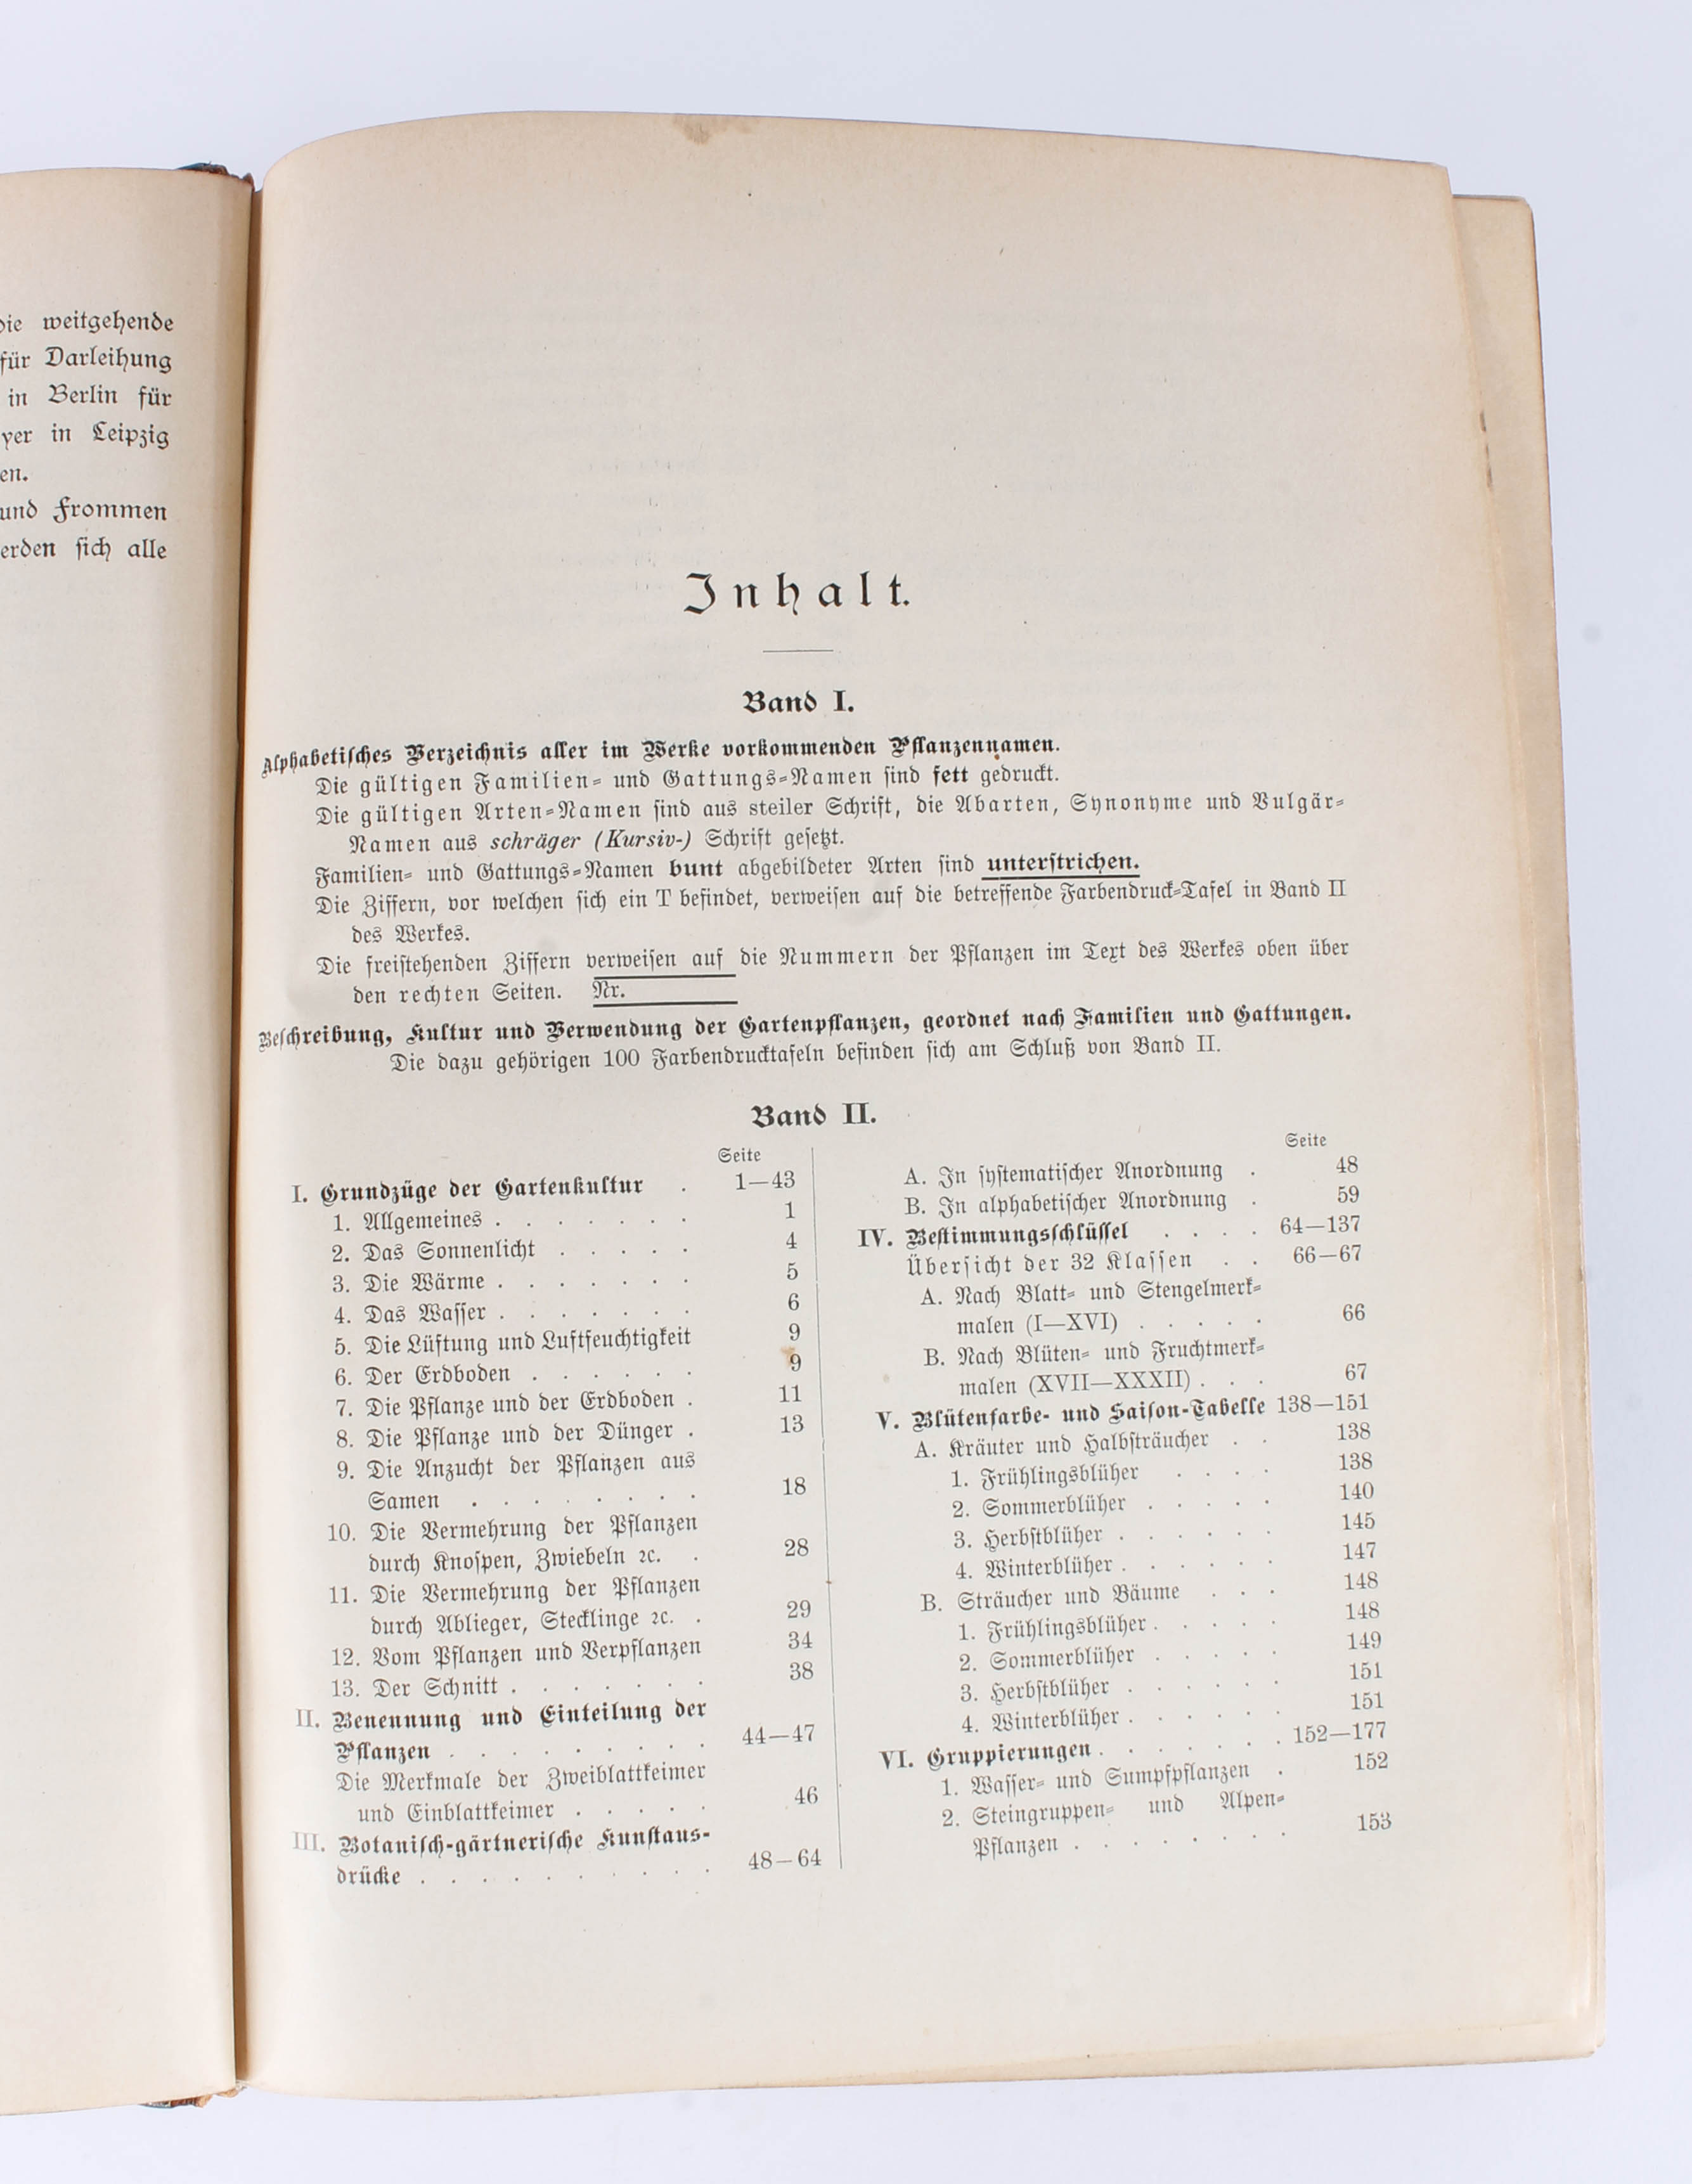 die weitgehende
für Darleihung
in Berlin für
yer in Leipzig
en.
und Frommen
erden sich alle
Inhalt.
Band I.
Alphabetisches Verzeichnis aller im Werke vorkommenden Pflanzennamen.
Die gültigen Familien- und Gattungs-Namen sind fett gedruckt.
Die gültigen Arten-Namen sind aus steiler Schrift, die Abarten, Synonyme und Vulgär-
Namen aus schräger (Kursiv-) Schrift gesetzt.
Familien- und Gattungs-Namen bunt abgebildeter Arten sind unterstrichen.
Die Ziffern, vor welchen sich ein T befindet, verweisen auf die betreffende Farbendruck-Tafel in Band II
des Werkes.
Die freistehenden Ziffern verweisen auf die Nummern der Pflanzen im Text des Werkes oben über
den rechten Seiten. Nr.
Beschreibung, Kultur und Verwendung der Gartenpflanzen, geordnet nach Familien und Gattungen.
Die dazu gehörigen 100 Farbendrucktafeln befinden sich am Schluß von Band II.
Band II.
Seite
I. Grundzüge der Gartenkultur . 1—43
1. Allgemeines . . . . . . . 1
2. Das Sonnenlicht . . . . . 4
3. Die Wärme . . . . . . . 5
4. Das Wasser . . . . . . . 6
5. Die Lüftung und Luftfeuchtigkeit 9
6. Der Erdboden . . . . . . 9
7. Die Pflanze und der Erdboden . 11
8. Die Pflanze und der Dünger . 13
9. Die Anzucht der Pflanzen aus
Samen . . . . . . . . 18
10. Die Vermehrung der Pflanzen
durch Knospen, Zwiebeln ꝛc. . 28
11. Die Vermehrung der Pflanzen
durch Ablieger, Stecklinge ꝛc. . 29
12. Vom Pflanzen und Verpflanzen 34
13. Der Schnitt . . . . . . . 38
II. Benennung und Einteilung der
Pflanzen . . . . . . . . . 44—47
Die Merkmale der Zweiblattkeimer
und Einblattkeimer . . . . . 46
III. Botanisch-gärtnerische Kunstaus-
drücke . . . . . . . . . . 48—64
Seite
A. In systematischer Anordnung . 48
B. In alphabetischer Anordnung . 59
IV. Bestimmungsschlüssel . . . . 64—137
Übersicht der 32 Klassen . . 66—67
A. Nach Blatt- und Stengelmerk-
malen (I—XVI) . . . . . 66
B. Nach Blüten- und Fruchtmerk-
malen (XVII—XXXII) . . . 67
V. Blütenfarbe- und Saison-Tabelle 138—151
A. Kräuter und Halbsträucher . . 138
1. Frühlingsblüher . . . . 138
2. Sommerblüher . . . . . 140
3. Herbstblüher . . . . . . 145
4. Winterblüher . . . . . . 147
B. Sträucher und Bäume . . . 148
1. Frühlingsblüher . . . . . 148
2. Sommerblüher . . . . . 149
3. Herbstblüher . . . . . . 151
4. Winterblüher . . . . . . 151
VI. Gruppierungen . . . . . . . 152—177
1. Wasser- und Sumpfpflanzen . 152
2. Steingruppen- und Alpen-
Pflanzen . . . . . . . . 153